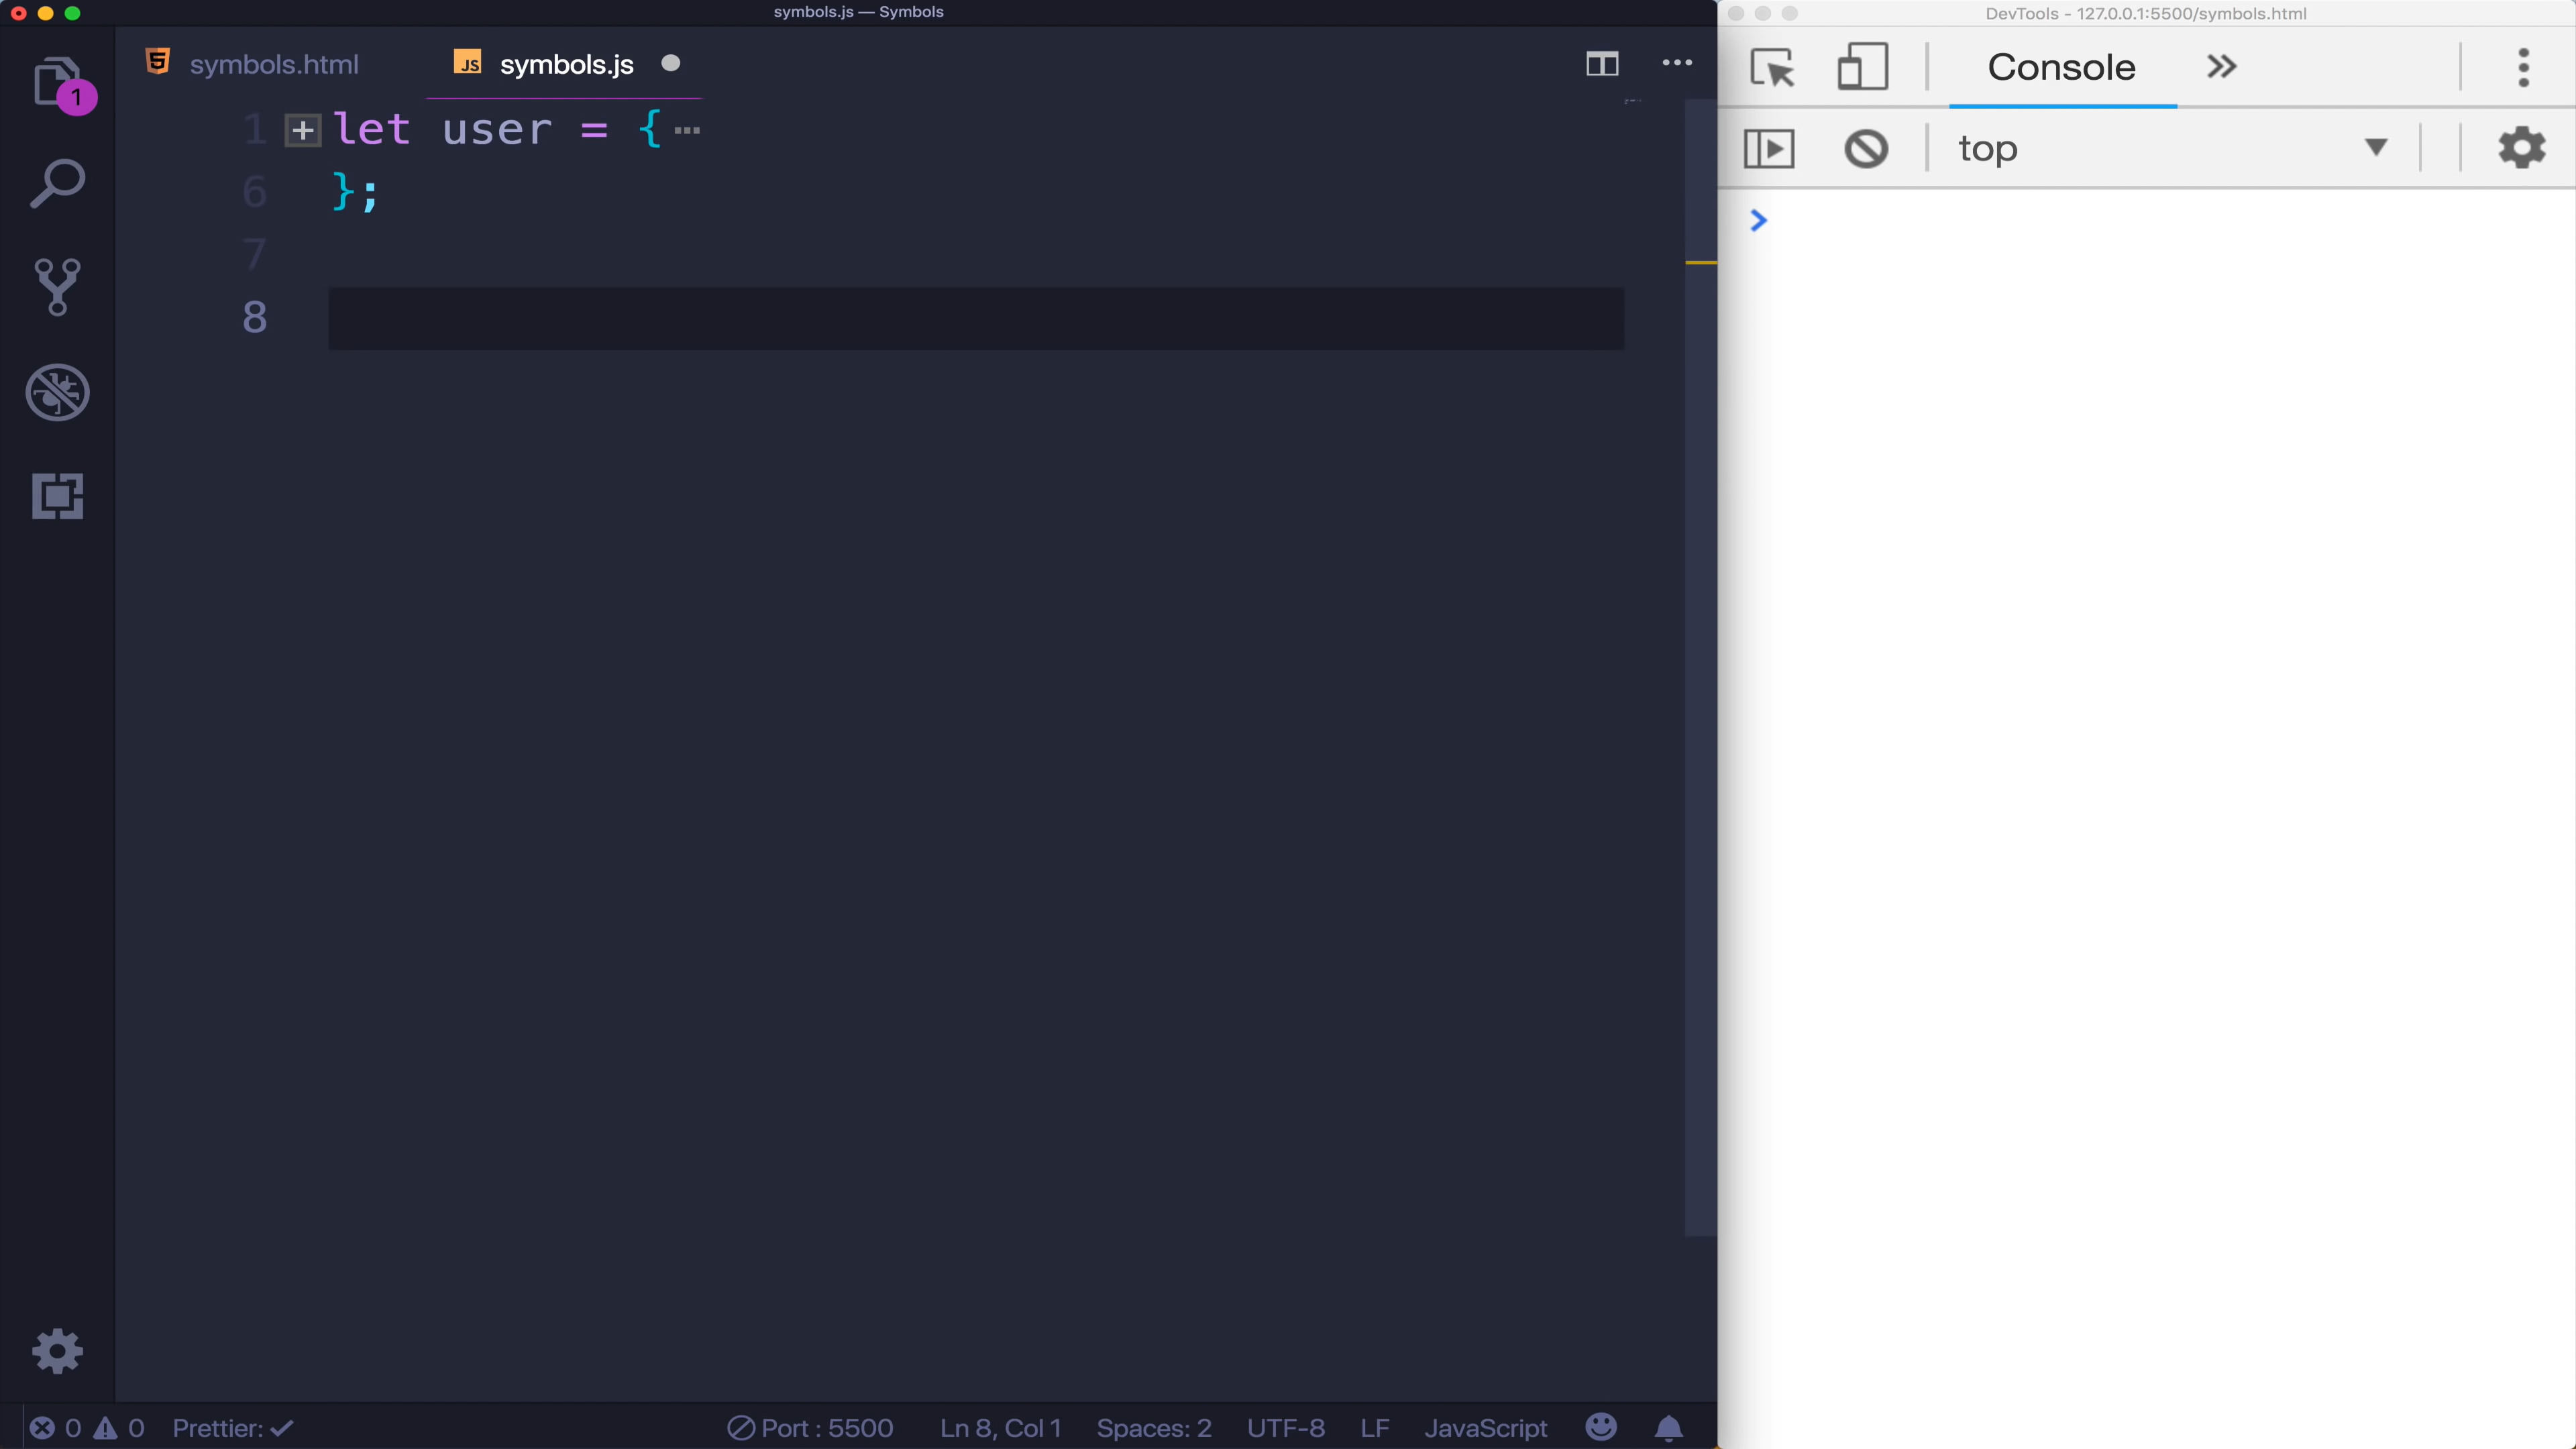 symbols.js — Symbols
symbols.html
JS symbols.js
1
1 let user = {
6 };
7
8
0 0 Prettier:
Port : 5500
Ln 8, Col 1
Spaces: 2
UTF-8
LF
JavaScript
DevTools - 127.0.0.1:5500/symbols.html
Console
top